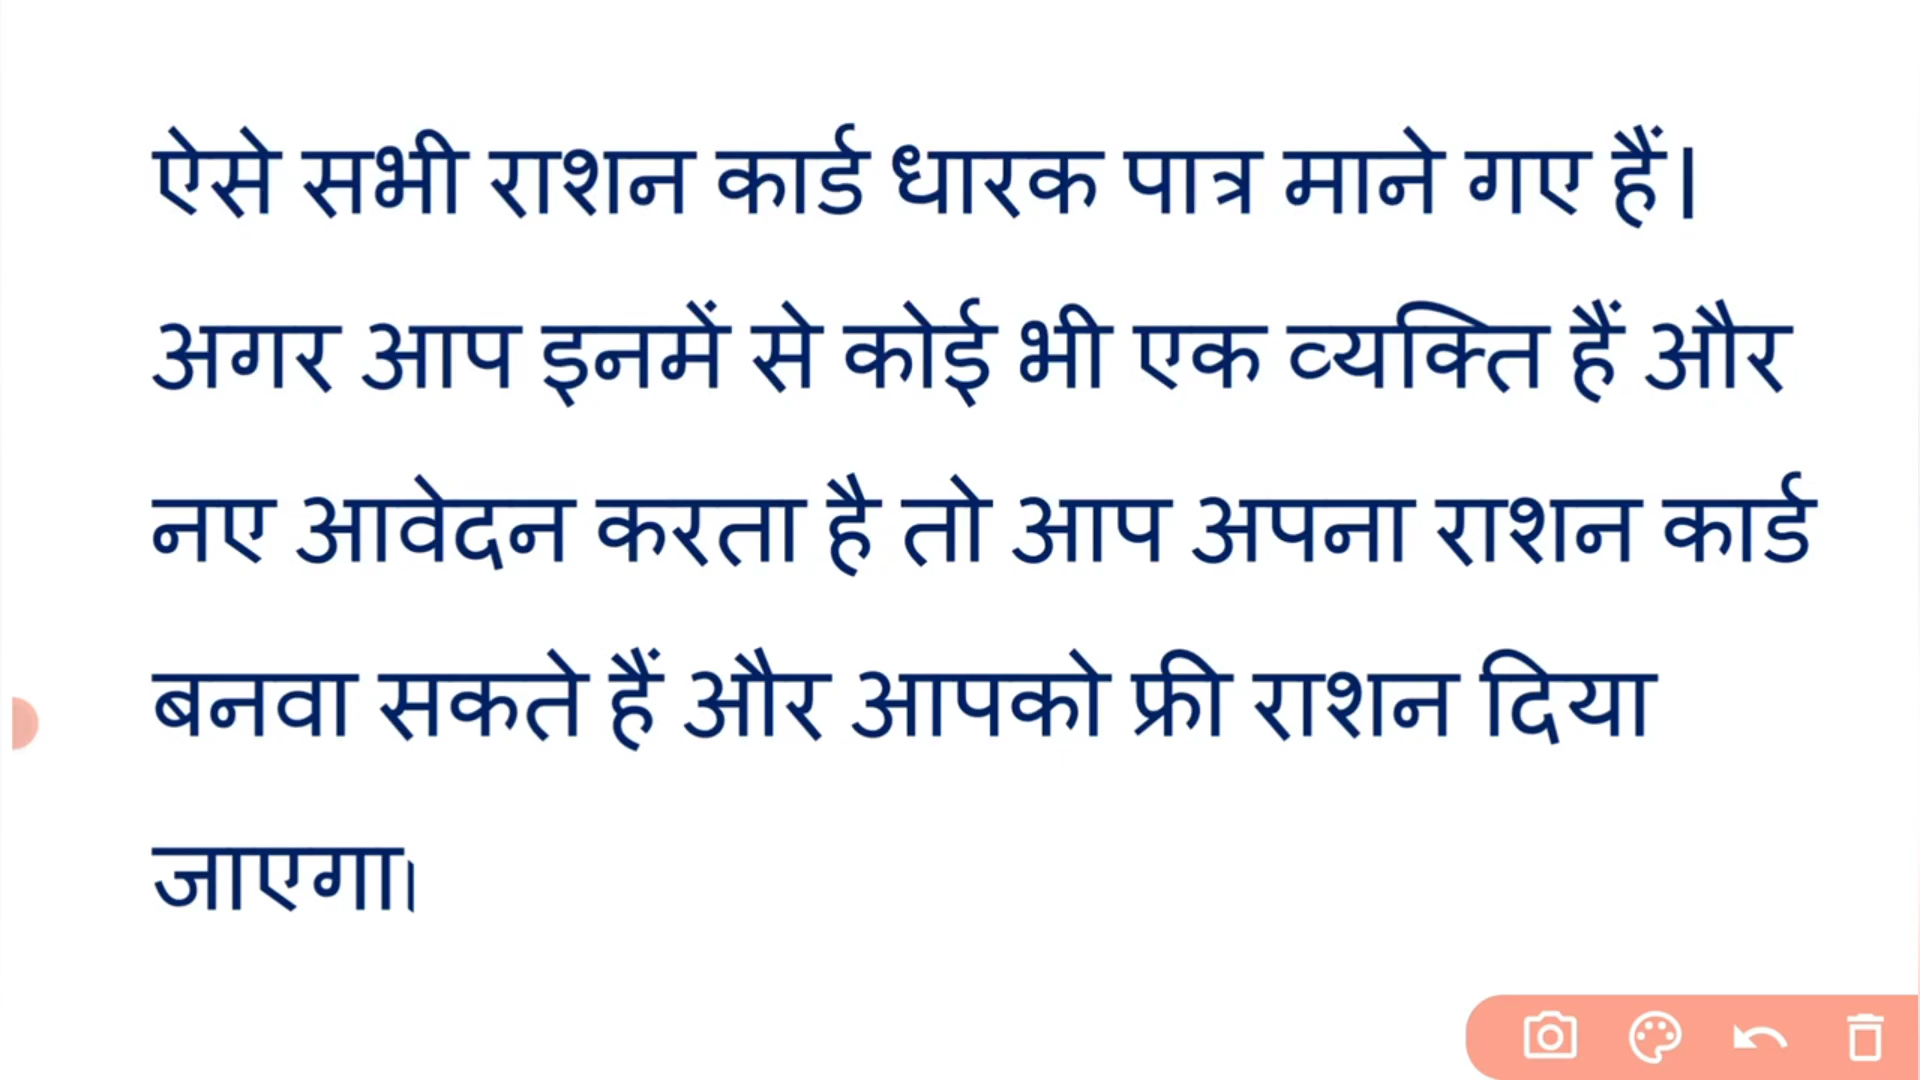 ऐसे सभी राशन कार्ड धारक पात्र माने गए हैं।
अगर आप इनमें से कोई भी एक व्यक्ति हैं और
नए आवेदन करता है तो आप अपना राशन कार्ड
बनवा सकते हैं और आपको फ्री राशन दिया
जाएगा।